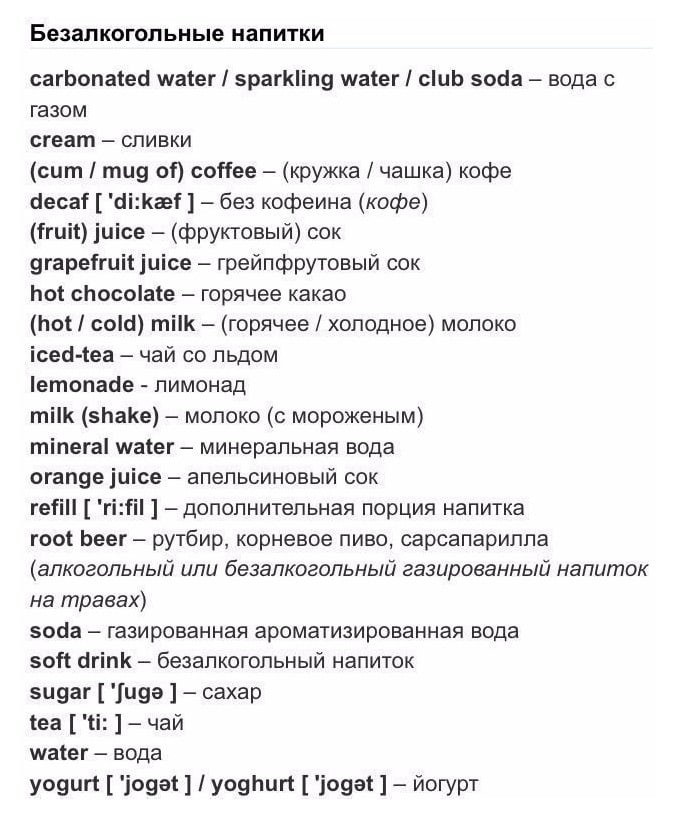 Безалкогольные напитки
carbonated water / sparkling water / club soda – вода с
газом
cream – сливки
(cum / mug of) coffee – (кружка / чашка) кофе
decaf [ 'di:kæf ] – без кофеина (кофе)
(fruit) juice – (фруктовый) сок
grapefruit juice – грейпфрутовый сок
hot chocolate – горячее какао
(hot / cold) milk – (горячее / холодное) молоко
iced-tea – чай со льдом
lemonade - лимонад
milk (shake) – молоко (с мороженым)
mineral water – минеральная вода
orange juice – апельсиновый сок
refill [ 'ri:fil ] – дополнительная порция напитка
root beer – рутбир, корневое пиво, сарсапарилла
(алкогольный или безалкогольный газированный напиток
на травах)
soda – газированная ароматизированная вода
soft drink – безалкогольный напиток
sugar [ 'ʃugə ] – сахар
tea [ 'ti: ] – чай
water – вода
yogurt [ 'jogət ] / yoghurt [ 'jogət ] – йогурт